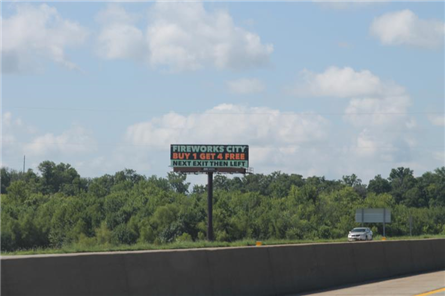 FIREWORKS CITY
BUY 1 GET 4 FREE
NEXT EXIT THEN LEFT